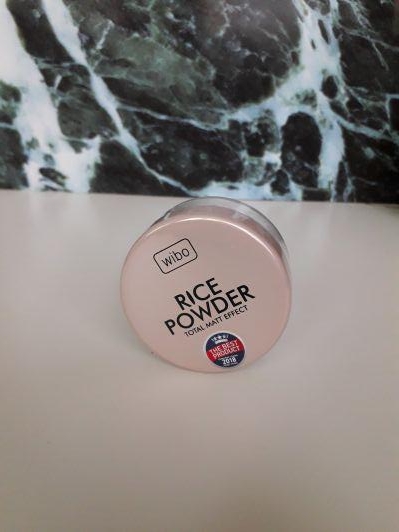 wibo
RICE
POWDER
TOTAL MATT EFFECT
THE BEST
PRODUCT
2018